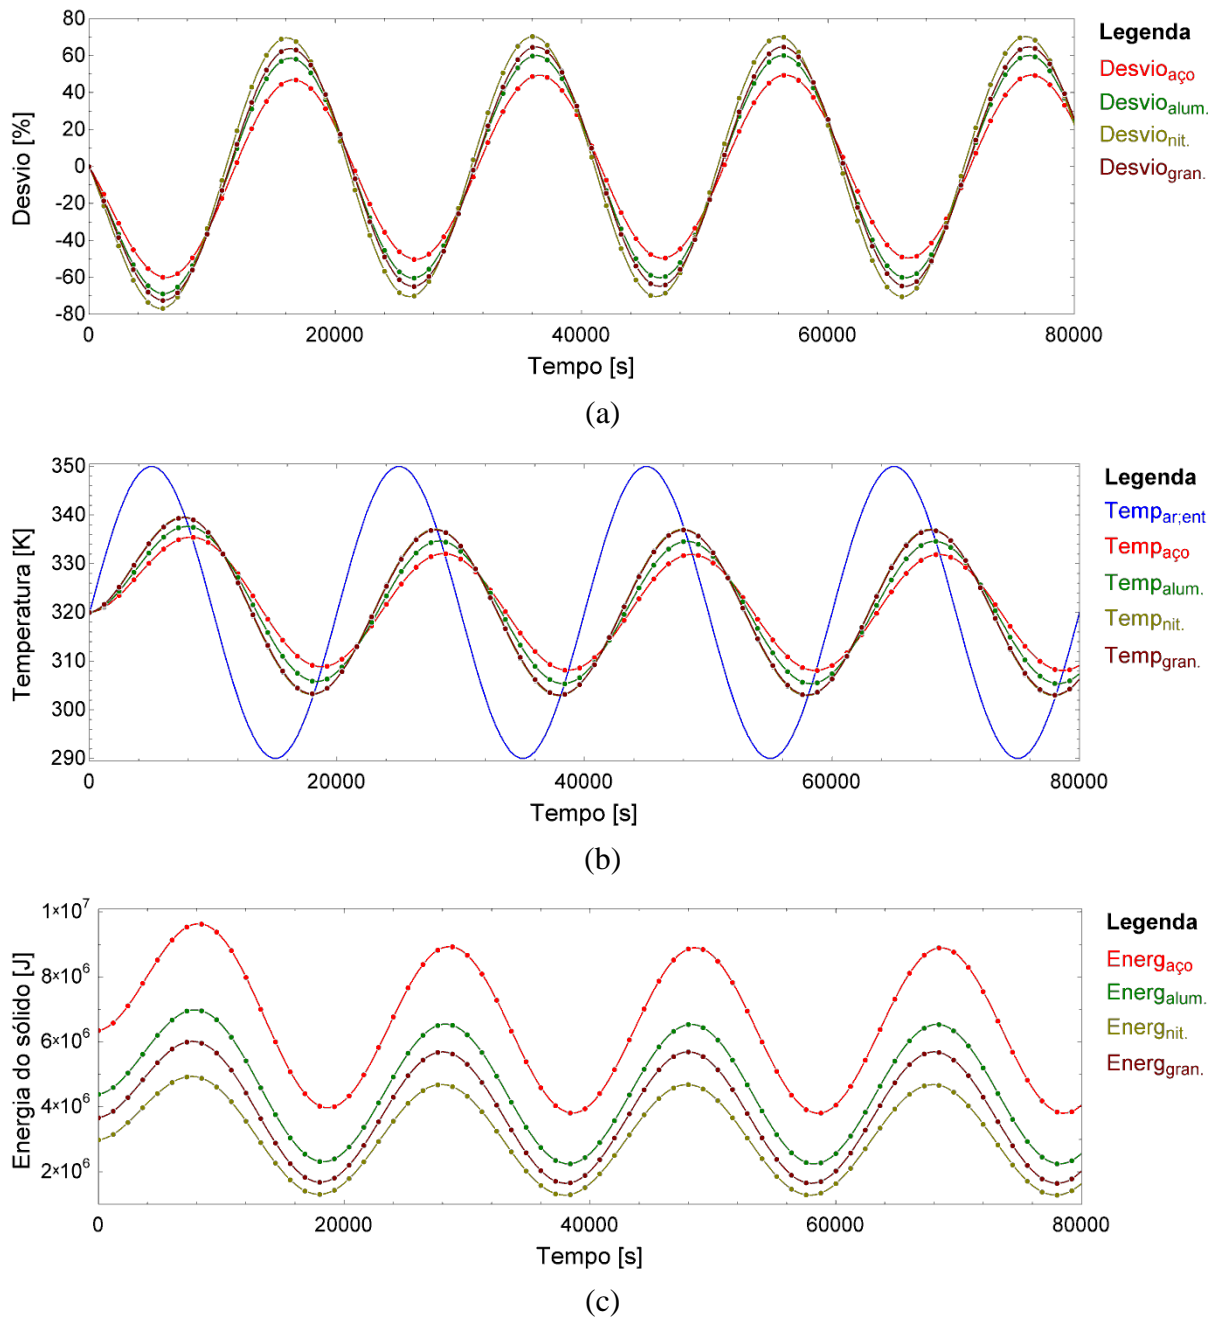 80
60
40
20
0
-20
-40
-60
-80
Desvio [%]
0 20000 40000 60000 80000
Tempo [s]
Legenda
Desvioaço
Desvioalum.
Desvionit.
Desviogran.
(a)
350
340
330
320
310
300
290
Temperatura [K]
0 20000 40000 60000 80000
Tempo [s]
Legenda
Tempar;ent
Tempaço
Tempalum.
Tempnit.
Tempgran.
(b)
1×10⁷
8×10⁶
6×10⁶
4×10⁶
2×10⁶
Energia do sólido [J]
0 20000 40000 60000 80000
Tempo [s]
Legenda
Energaço
Energalum.
Energnit.
Energgran.
(c)